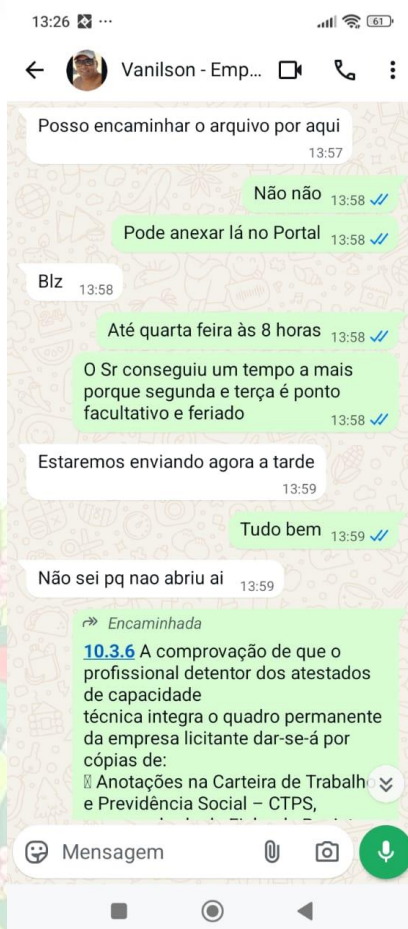 13:26 ...
61
Vanilson - Emp...
Posso encaminhar o arquivo por aqui
13:57
Não não 13:58
Pode anexar lá no Portal 13:58
Blz 13:58
Até quarta feira às 8 horas 13:58
O Sr conseguiu um tempo a mais
porque segunda e terça é ponto
facultativo e feriado 13:58
Estaremos enviando agora a tarde
13:59
Tudo bem 13:59
Não sei pq nao abriu ai 13:59
Encaminhada
10.3.6 A comprovação de que o
profissional detentor dos atestados
de capacidade
técnica integra o quadro permanente
da empresa licitante dar-se-á por
cópias de:
Anotações na Carteira de Trabalho
e Previdência Social – CTPS,
Mensagem